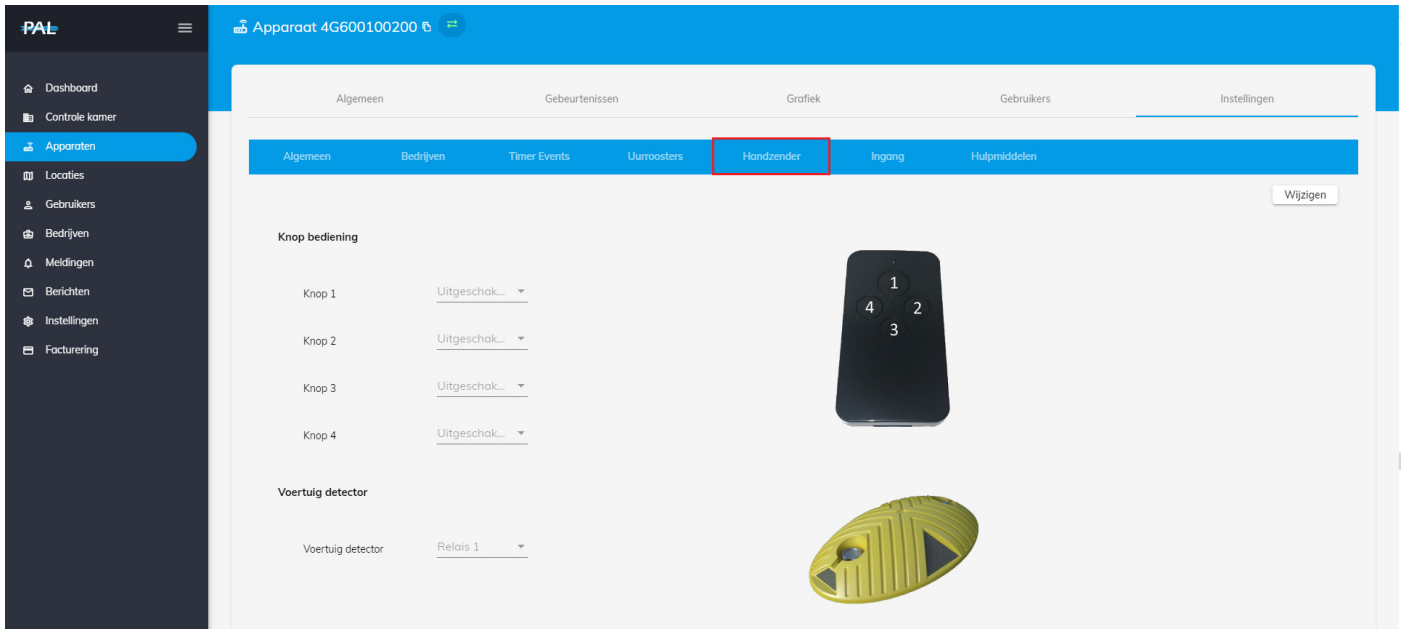 PAL
Apparaat 4G600100200
Dashboard
Controle kamer
Apparaten
Locaties
Gebruikers
Bedrijven
Meldingen
Berichten
Instellingen
Facturering
Algemeen Gebeurtenissen Grafiek Gebruikers Instellingen
Algemeen Bedrijven Timer Events Uurroosters Handzender Ingang Hulpmiddelen
Wijzigen
Knop bediening
Knop 1 Uitgeschak...
Knop 2 Uitgeschak...
Knop 3 Uitgeschak...
Knop 4 Uitgeschak...
1
4 2
3
Voertuig detector
Voertuig detector Relais 1